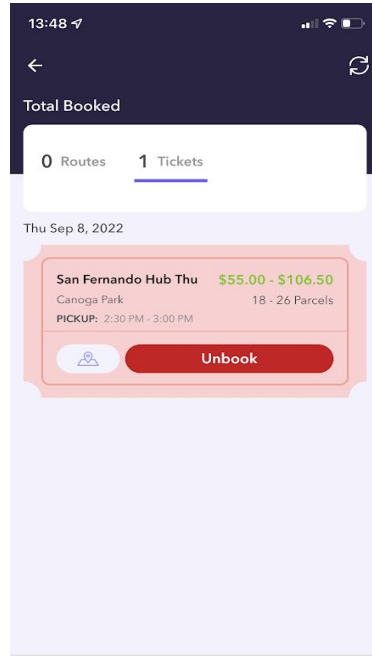 13:48
Total Booked
0 Routes 1 Tickets
Thu Sep 8, 2022
San Fernando Hub Thu $55.00 - $106.50
Canoga Park 18 - 26 Parcels
PICKUP: 2:30 PM - 3:00 PM
Unbook